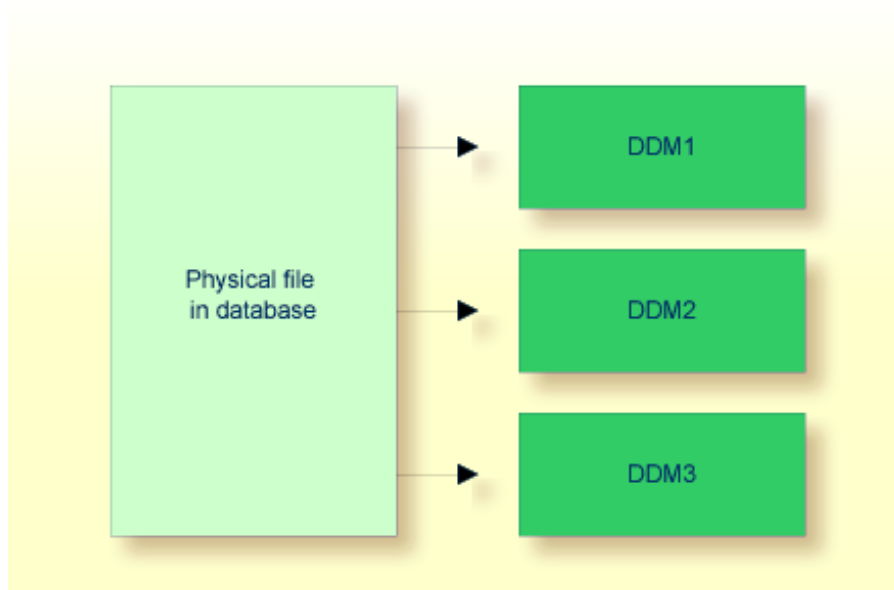 Physical file
in database
DDM1
DDM2
DDM3